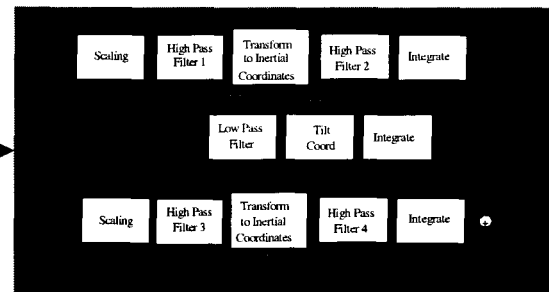 Scaling
High Pass
Filter 1
Transform
to Inertial
Coordinates
High Pass
Filter 2
Integrate
Low Pass
Filter
Tilt
Coord
Integrate
Scaling
High Pass
Filter 3
Transform
to Inertial
Coordinates
High Pass
Filter 4
Integrate
+